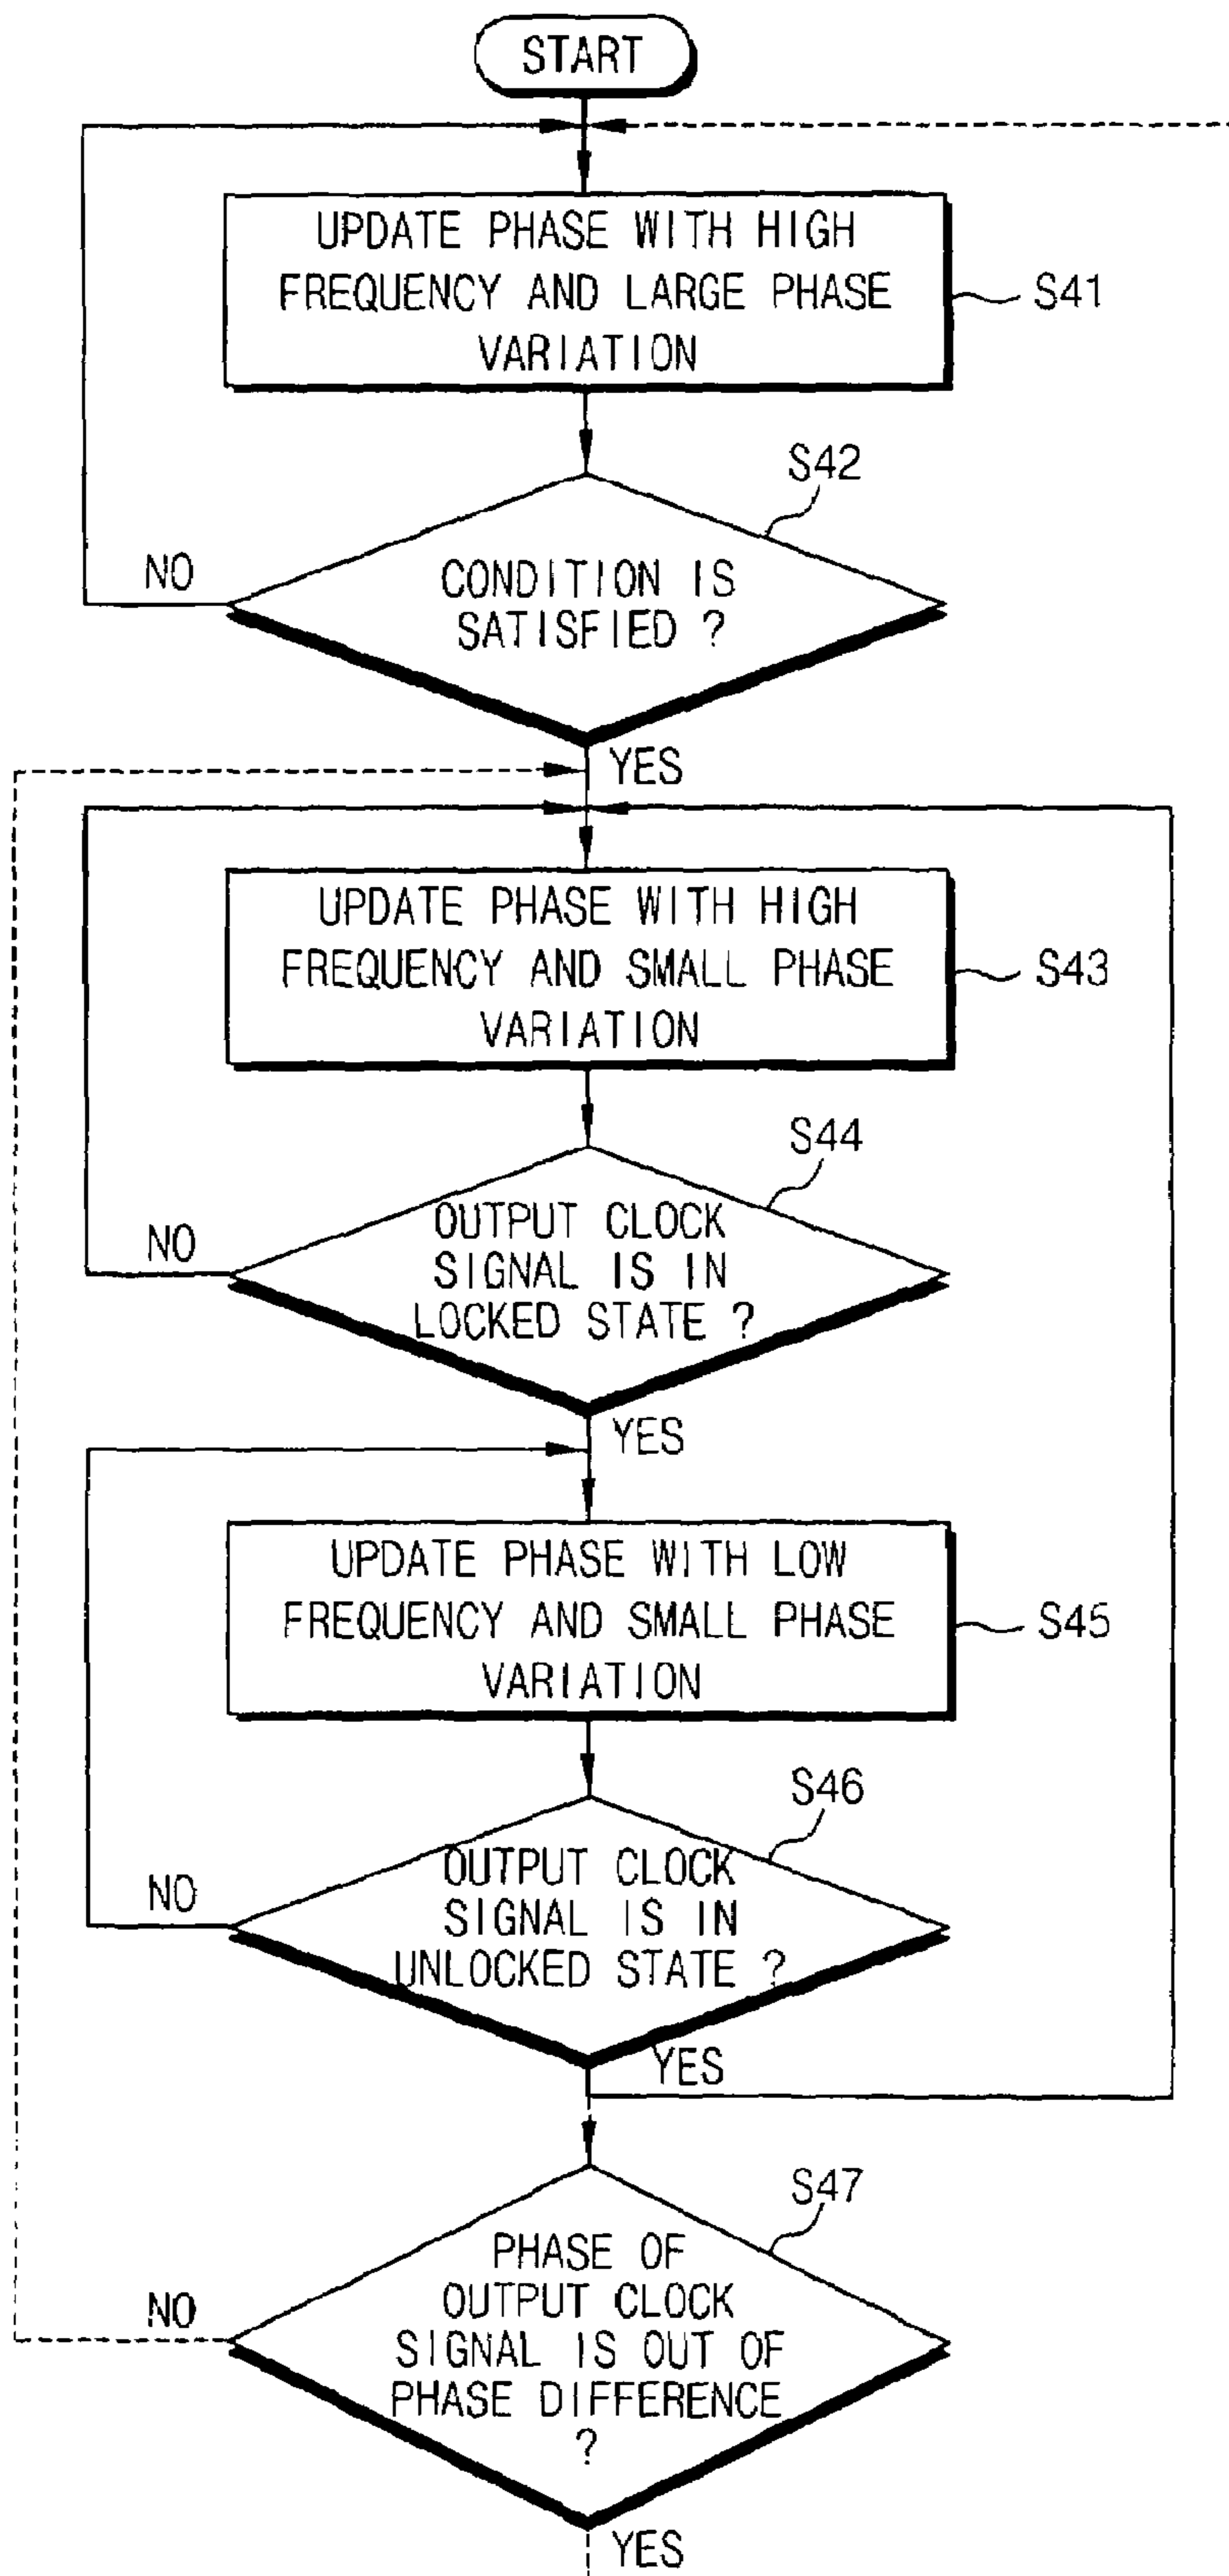 START
UPDATE PHASE WITH HIGH
FREQUENCY AND LARGE PHASE
VARIATION
S41
S42
CONDITION IS
SATISFIED ?
NO
YES
UPDATE PHASE WITH HIGH
FREQUENCY AND SMALL PHASE
VARIATION
S43
S44
OUTPUT CLOCK
SIGNAL IS IN
LOCKED STATE ?
NO
YES
UPDATE PHASE WITH LOW
FREQUENCY AND SMALL PHASE
VARIATION
S45
S46
OUTPUT CLOCK
SIGNAL IS IN
UNLOCKED STATE ?
NO
YES
S47
PHASE OF
OUTPUT CLOCK
SIGNAL IS OUT OF
PHASE DIFFERENCE
?
NO
YES